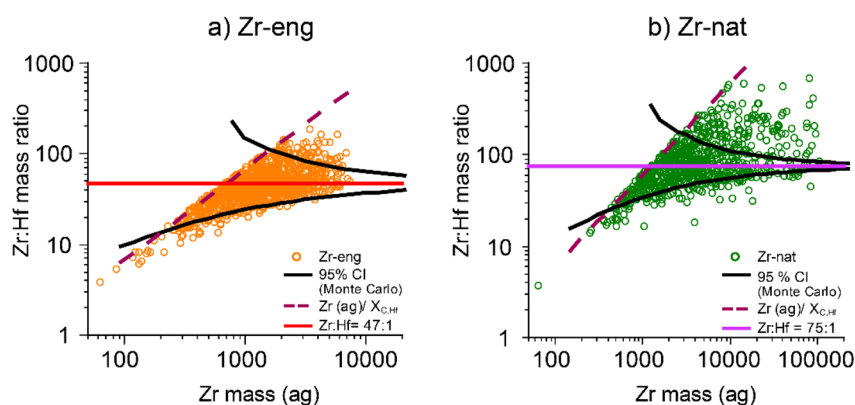 a) Zr-eng
Zr:Hf mass ratio
1000
100
10
1
100
1000
10000
Zr mass (ag)
Zr-eng
95% CI
(Monte Carlo)
Zr (ag)/ XC,Hf
Zr:Hf= 47:1
b) Zr-nat
Zr:Hf mass ratio
1000
100
10
1
100
1000
10000
100000
Zr mass (ag)
Zr-nat
95 % CI
(Monte Carlo)
Zr (ag)/ XC,Hf
Zr:Hf = 75:1